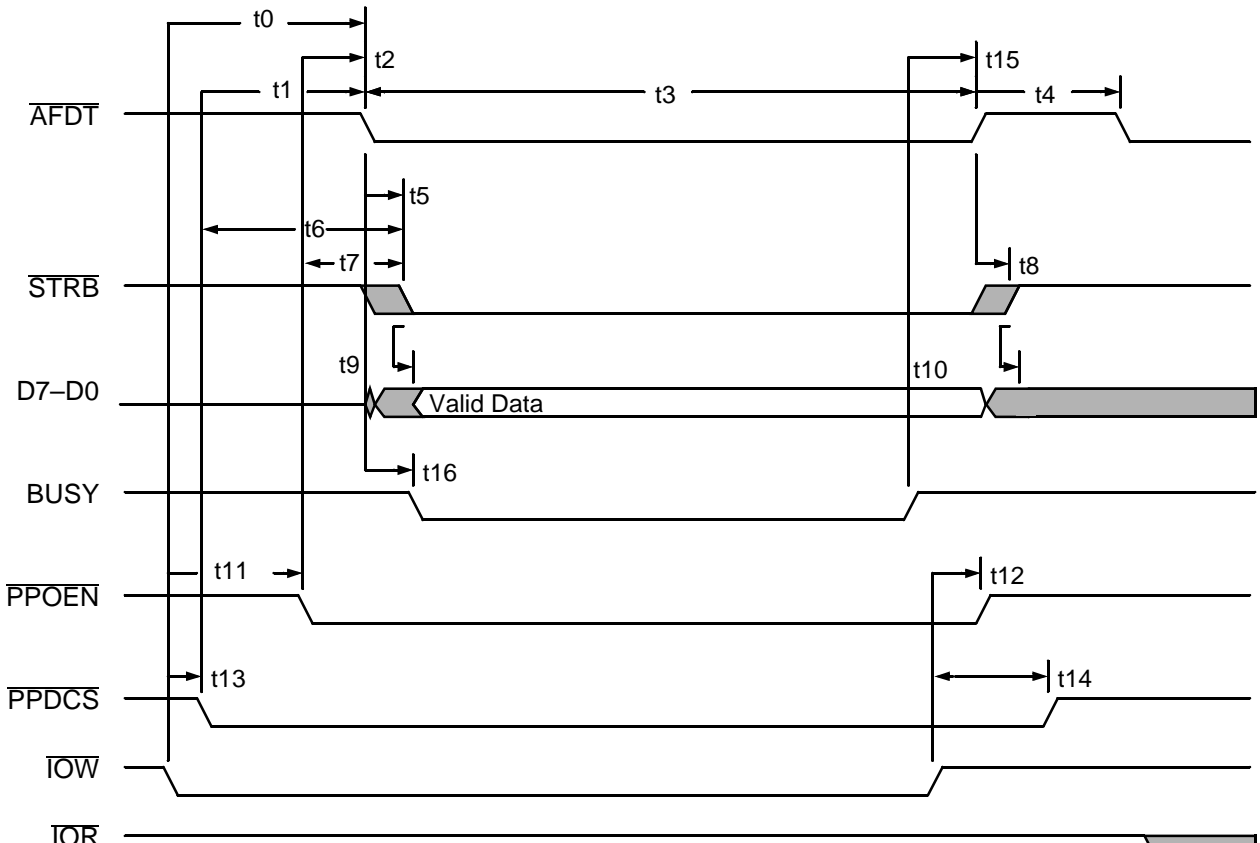 t0
t2
t15
t1
t3
t4
AFDT
t5
t6
t7
t8
STRB
t9
t10
D7–D0
Valid Data
t16
BUSY
t11
t12
PPOEN
t13
t14
PPDCS
IOW
IOR